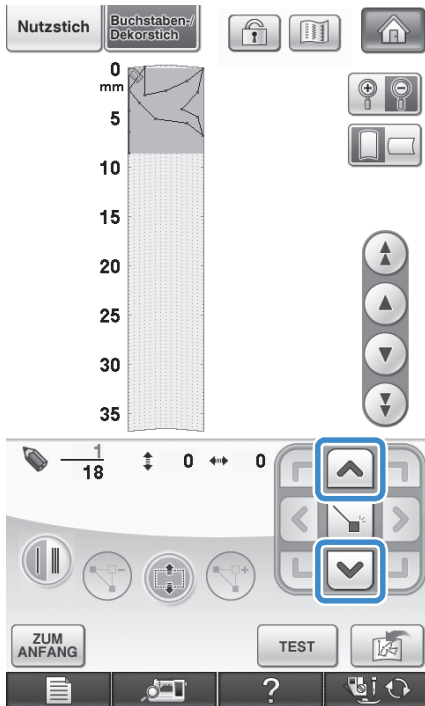 Nutzstich
Buchstaben-/
Dekorstich
0
mm
5
10
15
20
25
30
35
1
18
0
0
ZUM
ANFANG
TEST
?